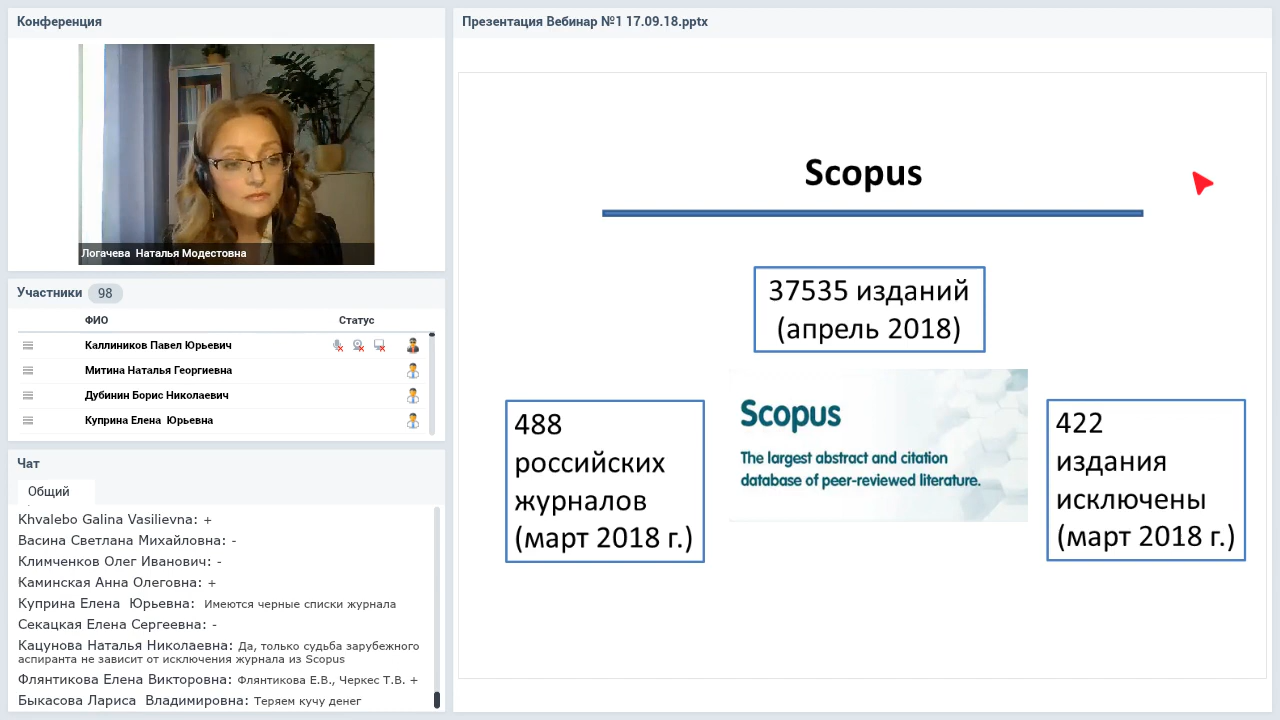 Конференция
Логачева  Наталья Модестовна
Участники 98
ФИО Статус
Каллиников Павел Юрьевич
Митина Наталья Георгиевна
Дубинин Борис Николаевич
Куприна Елена  Юрьевна
Чат
Общий
Khvalebo Galina Vasilievna: +
Васина Светлана Михайловна: -
Климченков Олег Иванович: -
Каминская Анна Олеговна: +
Куприна Елена  Юрьевна:  Имеются черные списки журнала
Секацкая Елена Сергеевна: -
Кацунова Наталья Николаевна: Да, только судьба зарубежного
аспиранта не зависит от исключения журнала из Scopus
Флянтикова Елена Викторовна: Флянтикова Е.В., Черкес Т.В. +
Быкасова Лариса  Владимировна: Теряем кучу денег
Презентация Вебинар №1 17.09.18.pptx
Scopus
37535 изданий
(апрель 2018)
488
российских
журналов
(март 2018 г.)
Scopus
The largest abstract and citation
database of peer-reviewed literature.
422
издания
исключены
(март 2018 г.)